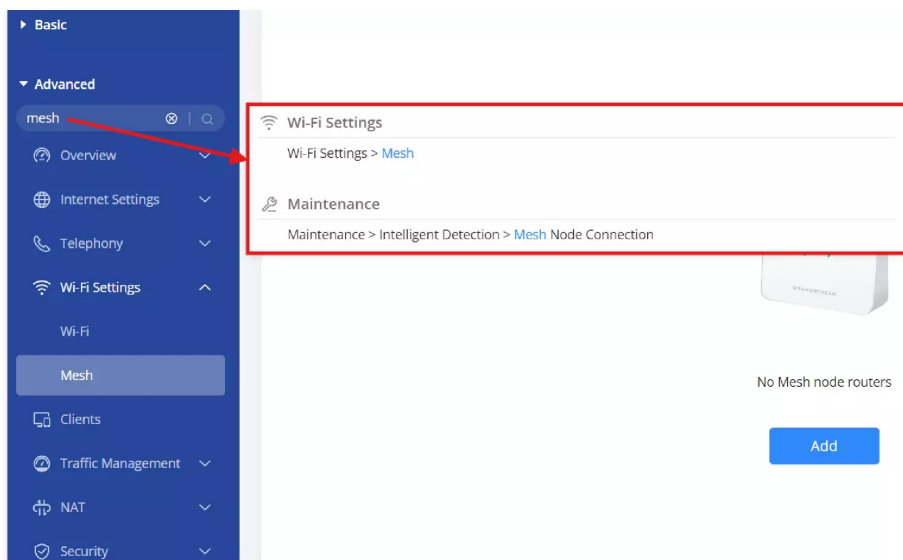 Basic
Advanced
mesh
Overview
Internet Settings
Telephony
Wi-Fi Settings
Wi-Fi
Mesh
Clients
Traffic Management
NAT
Security
Wi-Fi Settings
Wi-Fi Settings > Mesh
Maintenance
Maintenance > Intelligent Detection > Mesh Node Connection
GRANDSTREAM
No Mesh node routers
Add